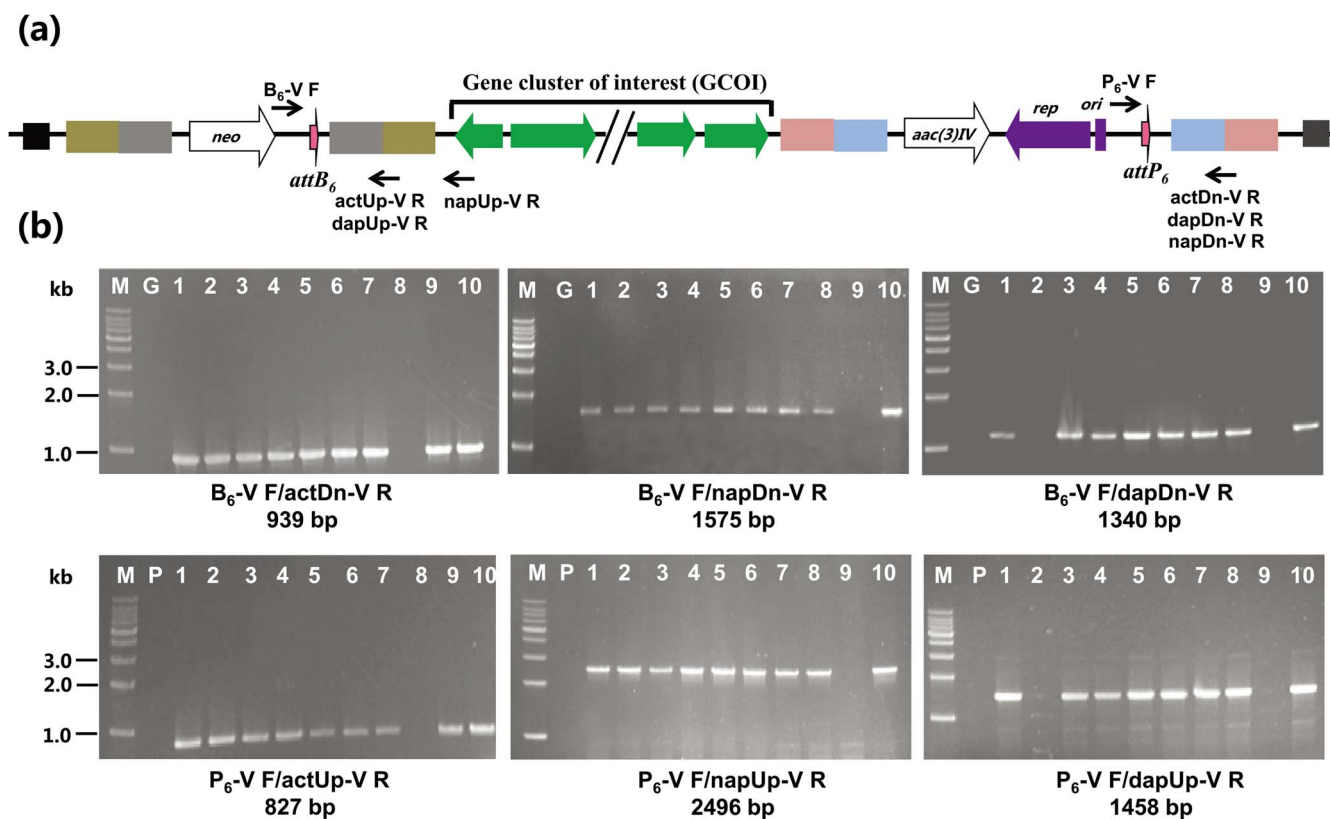 (a)
Gene cluster of interest (GCOI)
B6-V F
P6-V F
neo
aac(3)IV
rep
ori
attB6
attP6
actUp-V R
dapUp-V R
napUp-V R
actDn-V R
dapDn-V R
napDn-V R
(b)
kb M G 1 2 3 4 5 6 7 8 9 10
M G 1 2 3 4 5 6 7 8 9 10
M G 1 2 3 4 5 6 7 8 9 10
3.0
2.0
1.0
B6-V F/actDn-V R
939 bp
B6-V F/napDn-V R
1575 bp
B6-V F/dapDn-V R
1340 bp
kb M P 1 2 3 4 5 6 7 8 9 10
M P 1 2 3 4 5 6 7 8 9 10
M P 1 2 3 4 5 6 7 8 9 10
3.0
2.0
1.0
P6-V F/actUp-V R
827 bp
P6-V F/napUp-V R
2496 bp
P6-V F/dapUp-V R
1458 bp